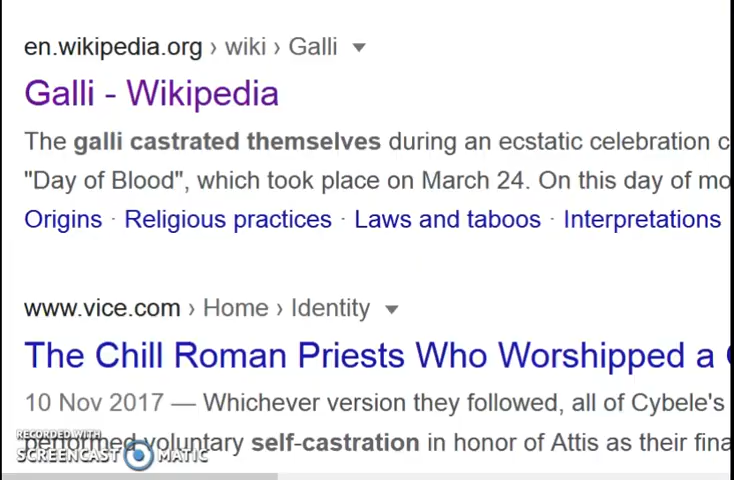 en.wikipedia.org › wiki › Galli
Galli - Wikipedia
The galli castrated themselves during an ecstatic celebration c
"Day of Blood", which took place on March 24. On this day of mo
Origins · Religious practices · Laws and taboos · Interpretations
www.vice.com › Home › Identity
The Chill Roman Priests Who Worshipped a
10 Nov 2017 — Whichever version they followed, all of Cybele's
performed voluntary self-castration in honor of Attis as their fina
RECORDED WITH
SCREENCAST MATIC